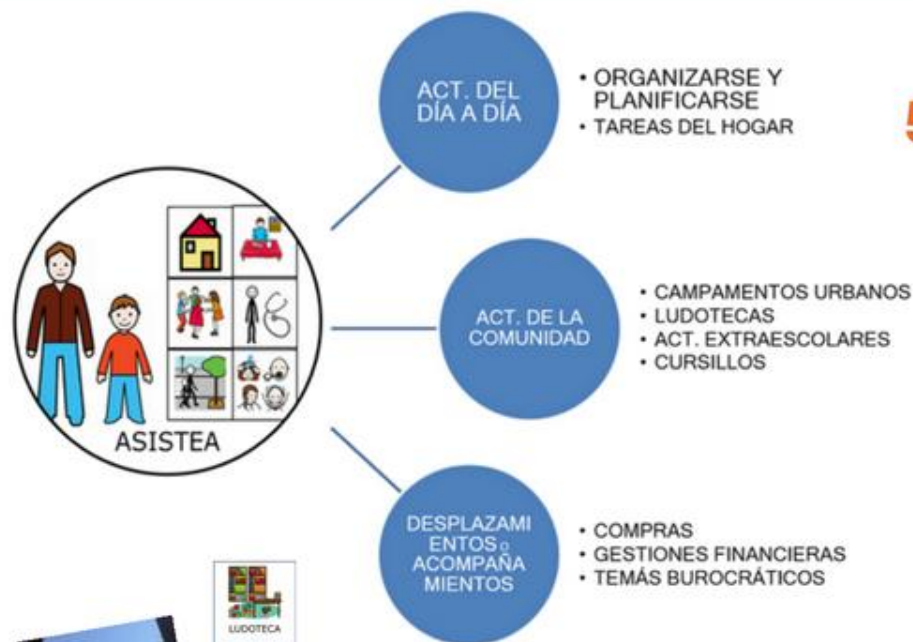 ACT. DEL
DÍA A DÍA
• ORGANIZARSE Y
PLANIFICARSE
• TAREAS DEL HOGAR
5
ASISTEA
ACT. DE LA
COMUNIDAD
• CAMPAMENTOS URBANOS
• LUDOTECAS
• ACT. EXTRAESCOLARES
• CURSILLOS
DESPLAZAMI
ENTOS o
ACOMPAÑA
MIENTOS
• COMPRAS
• GESTIONES FINANCIERAS
• TEMÁS BUROCRÁTICOS
LUDOTECA